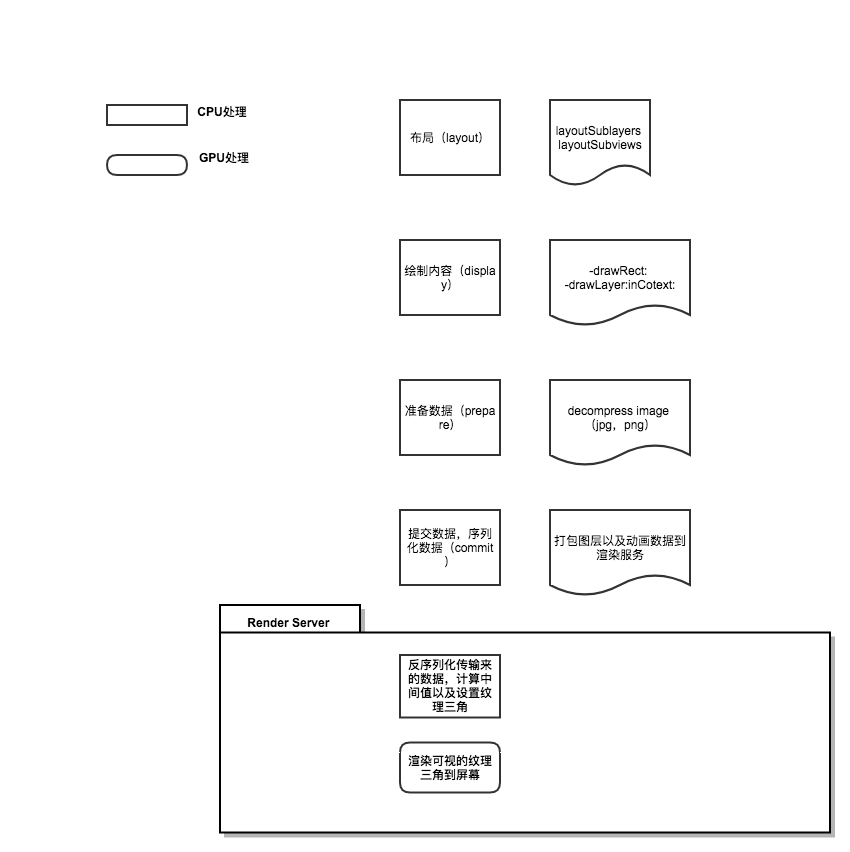 CPU处理
GPU处理
布局（layout）
layoutSublayers
layoutSubviews
绘制内容（displa
y）
-drawRect:
-drawLayer:inCotext:
准备数据（prepa
re）
decompress image
（jpg，png）
提交数据，序列
化数据（commit
）
打包图层以及动画数据到
渲染服务
Render Server
反序列化传输来
的数据，计算中
间值以及设置纹
理三角
渲染可视的纹理
三角到屏幕